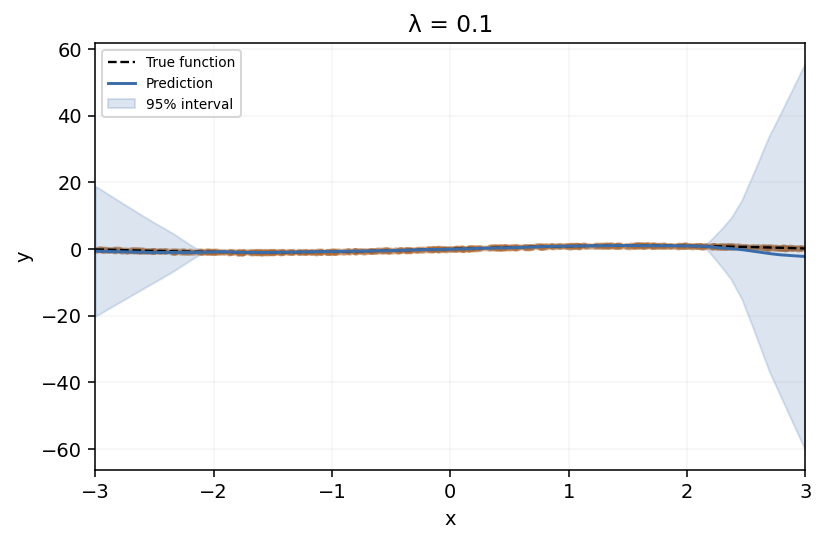 λ = 0.1
True function
Prediction
95% interval
60
40
20
0
−20
−40
−60
y
−3
−2
−1
0
1
2
3
x